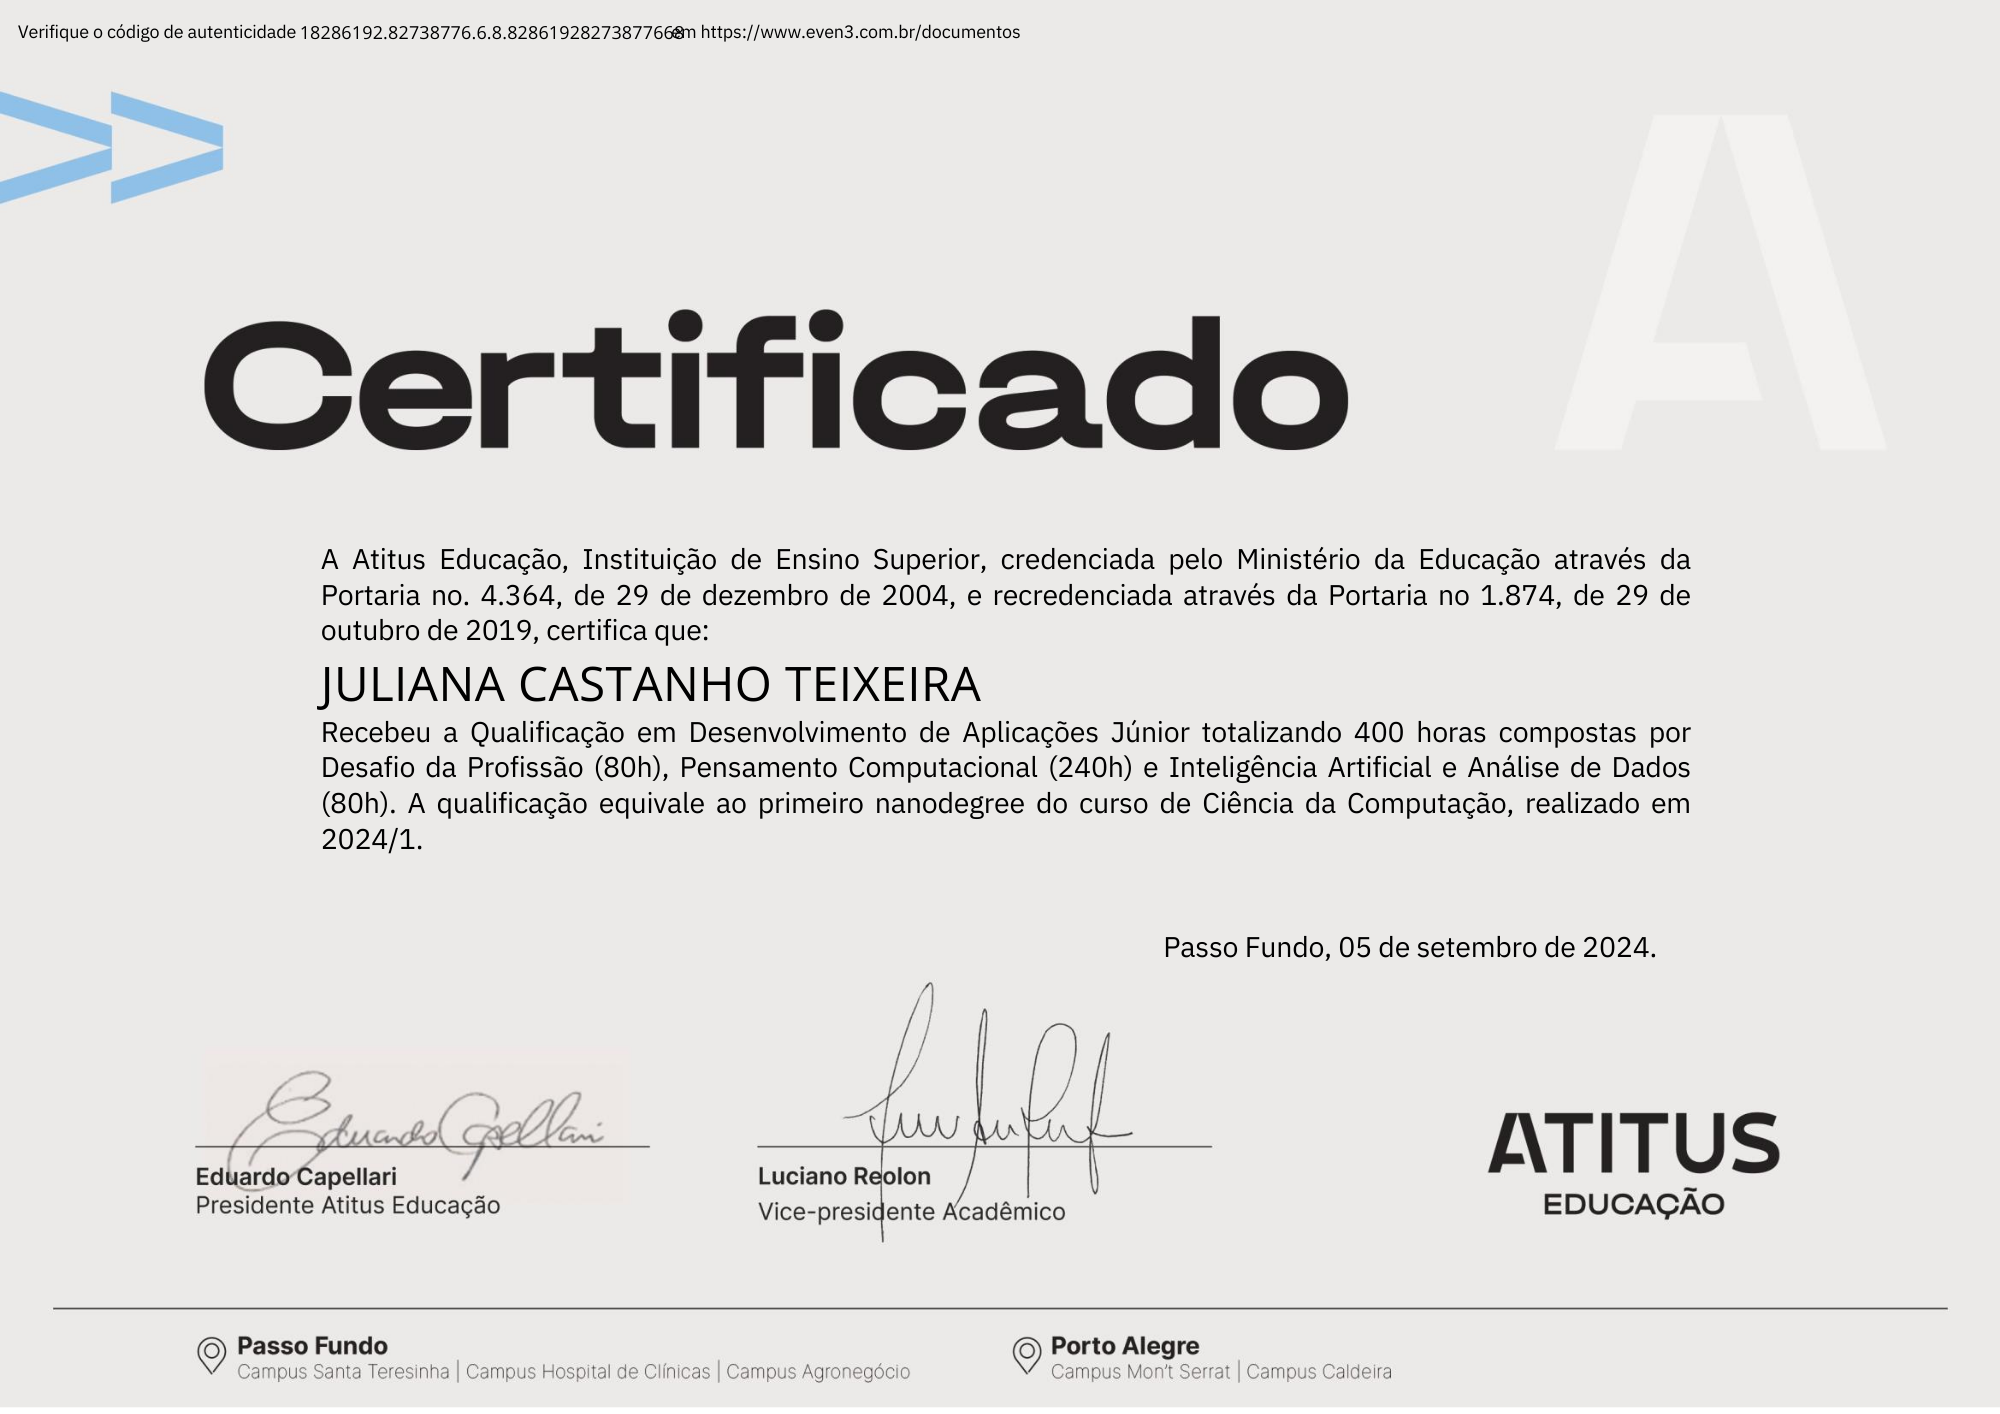 Verifique o código de autenticidade 18286192.82738776.6.8.82861928273877668 em https://www.even3.com.br/documentos
Certificado
A Atitus Educação, Instituição de Ensino Superior, credenciada pelo Ministério da Educação através da
Portaria no. 4.364, de 29 de dezembro de 2004, e recredenciada através da Portaria no 1.874, de 29 de
outubro de 2019, certifica que:
JULIANA CASTANHO TEIXEIRA
Recebeu a Qualificação em Desenvolvimento de Aplicações Júnior totalizando 400 horas compostas por
Desafio da Profissão (80h), Pensamento Computacional (240h) e Inteligência Artificial e Análise de Dados
(80h). A qualificação equivale ao primeiro nanodegree do curso de Ciência da Computação, realizado em
2024/1.
Passo Fundo, 05 de setembro de 2024.
Eduardo Capellari
Eduardo Capellari
Presidente Atitus Educação
Luciano Reolon
Vice-presidente Acadêmico
ATITUS
EDUCAÇÃO
Passo Fundo
Campus Santa Teresinha | Campus Hospital de Clínicas | Campus Agronegócio
Porto Alegre
Campus Mon't Serrat | Campus Caldeira